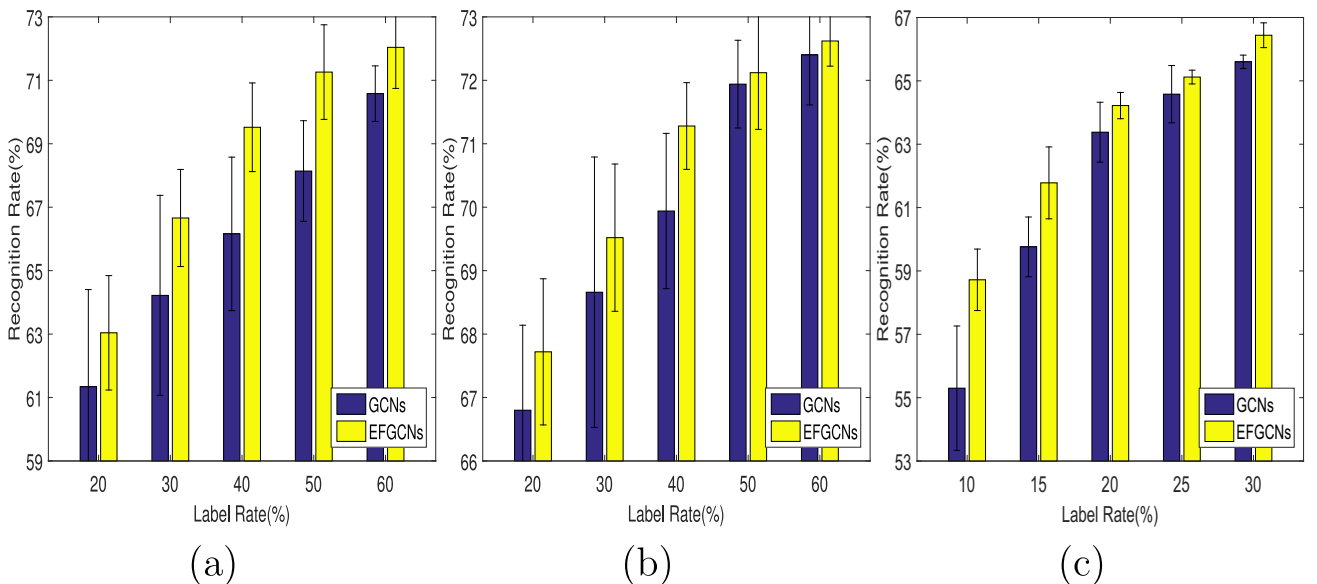 73
71
69
67
65
63
61
59
Recognition Rate(%)
20 30 40 50 60
Label Rate(%)
GCNs
EFGCNs
(a)
73
72
71
70
69
68
67
66
Recognition Rate(%)
20 30 40 50 60
Label Rate(%)
GCNs
EFGCNs
(b)
67
65
63
61
59
57
55
53
Recognition Rate(%)
10 15 20 25 30
Label Rate(%)
GCNs
EFGCNs
(c)